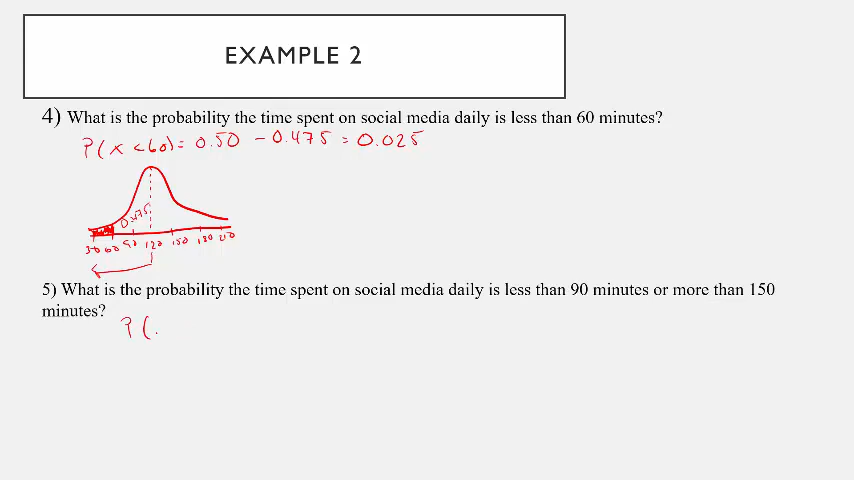 EXAMPLE 2
4) What is the probability the time spent on social media daily is less than 60 minutes?
P(x<60)=0.50 - 0.475 = 0.025
0.475
30 60 90 120 150 180 210
5) What is the probability the time spent on social media daily is less than 90 minutes or more than 150
minutes?
P(